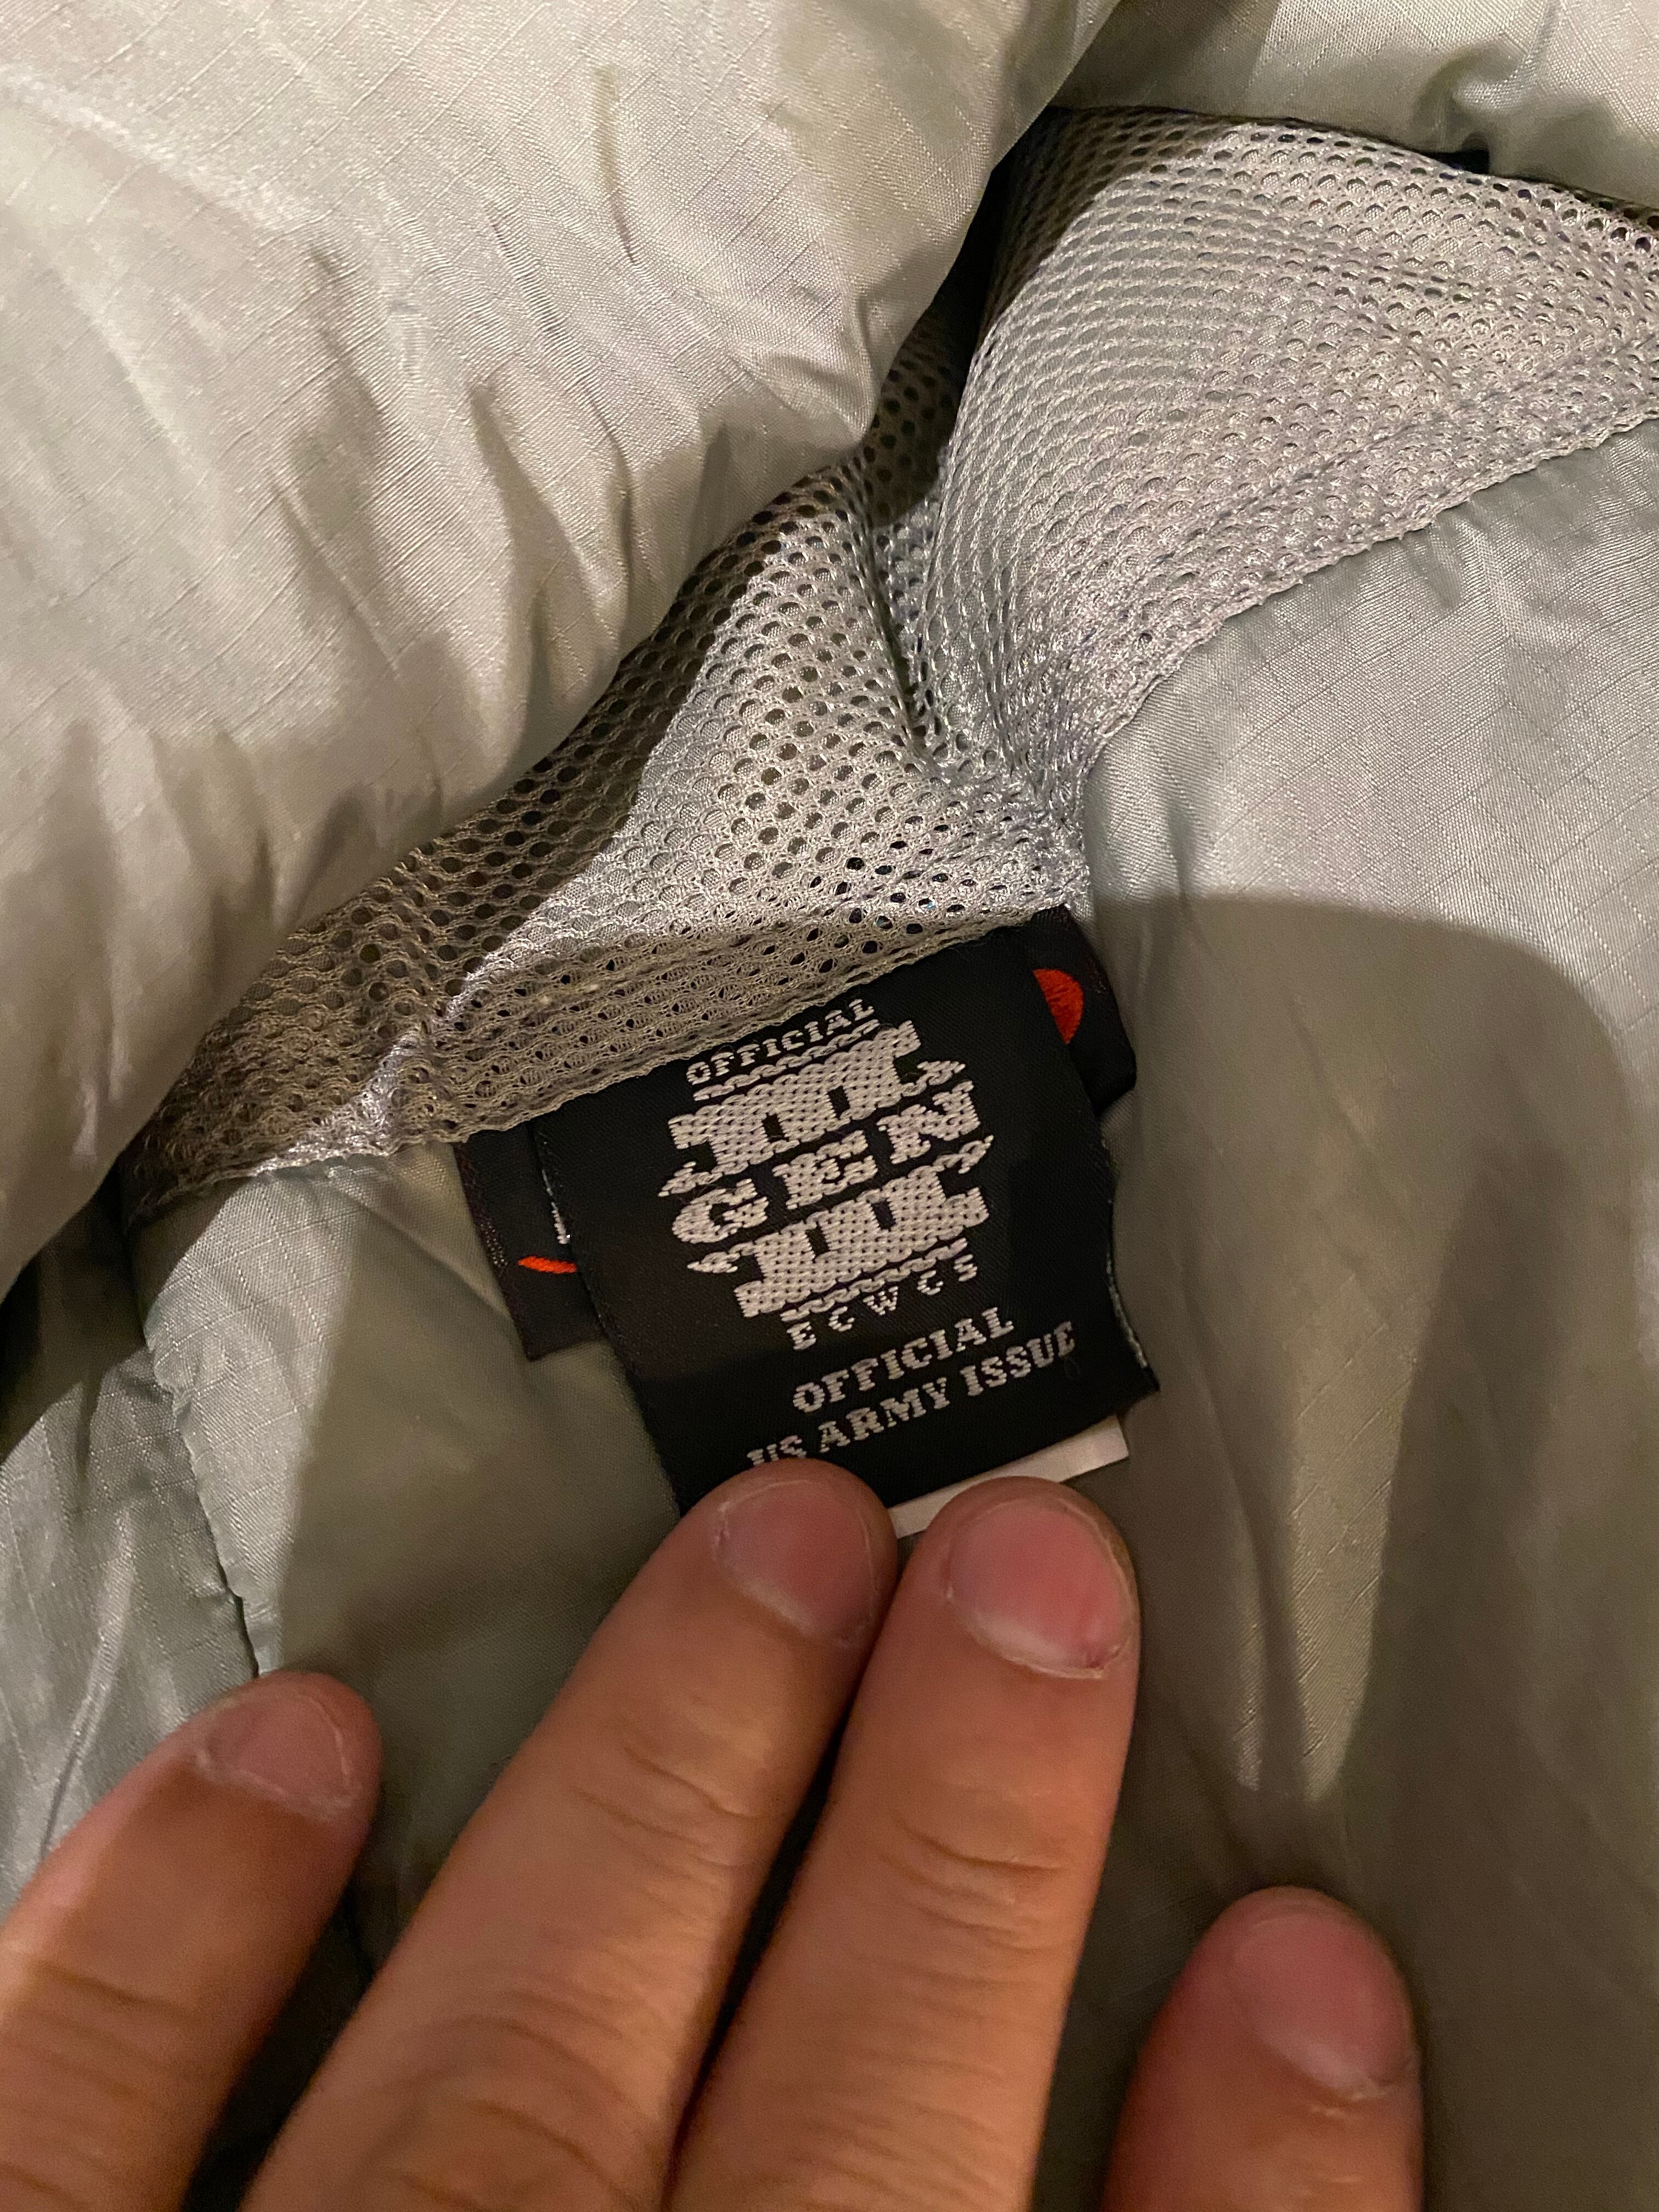 OFFICIAL
III
GEN
III
ECWCS
OFFICIAL
US ARMY ISSUE